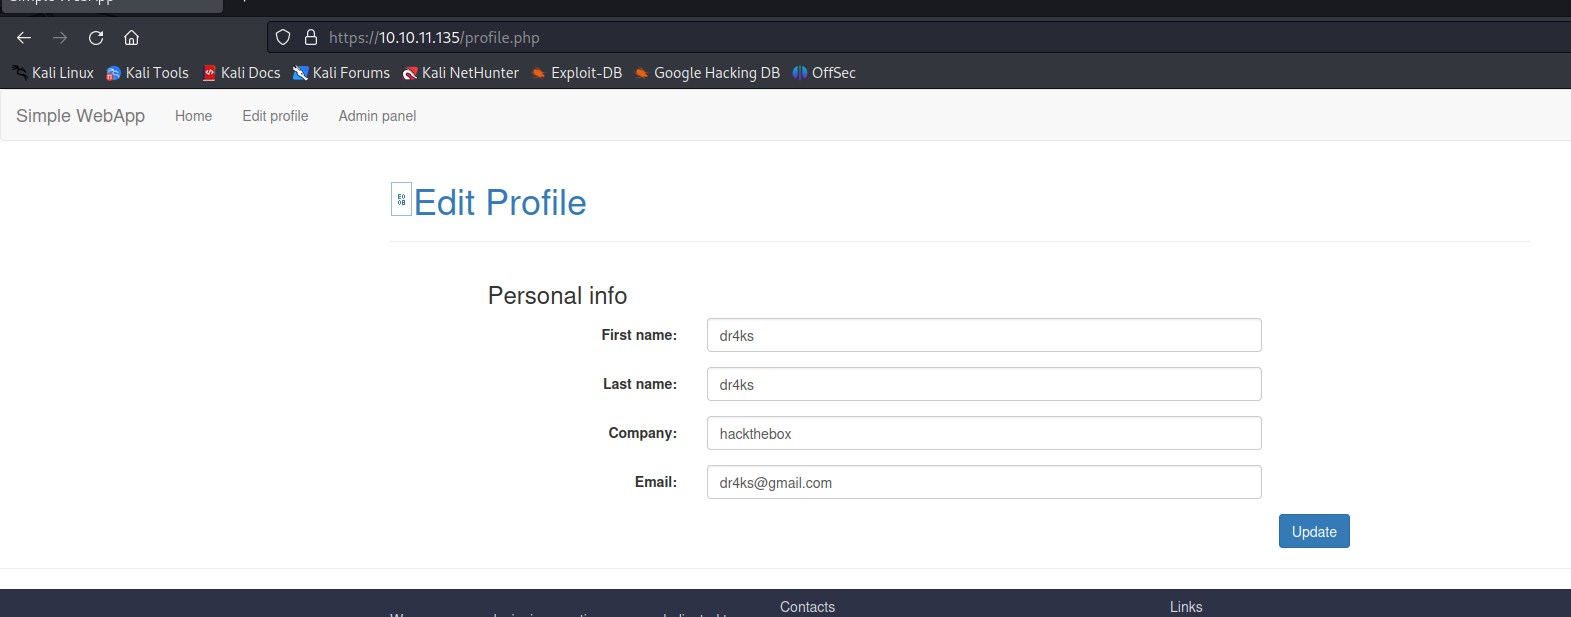 https://10.10.11.135/profile.php
Kali Linux Kali Tools Kali Docs Kali Forums Kali NetHunter Exploit-DB Google Hacking DB OffSec
Simple WebApp Home Edit profile Admin panel
Edit Profile
Personal info
First name: dr4ks
Last name: dr4ks
Company: hackthebox
Email: dr4ks@gmail.com
Update
Contacts Links